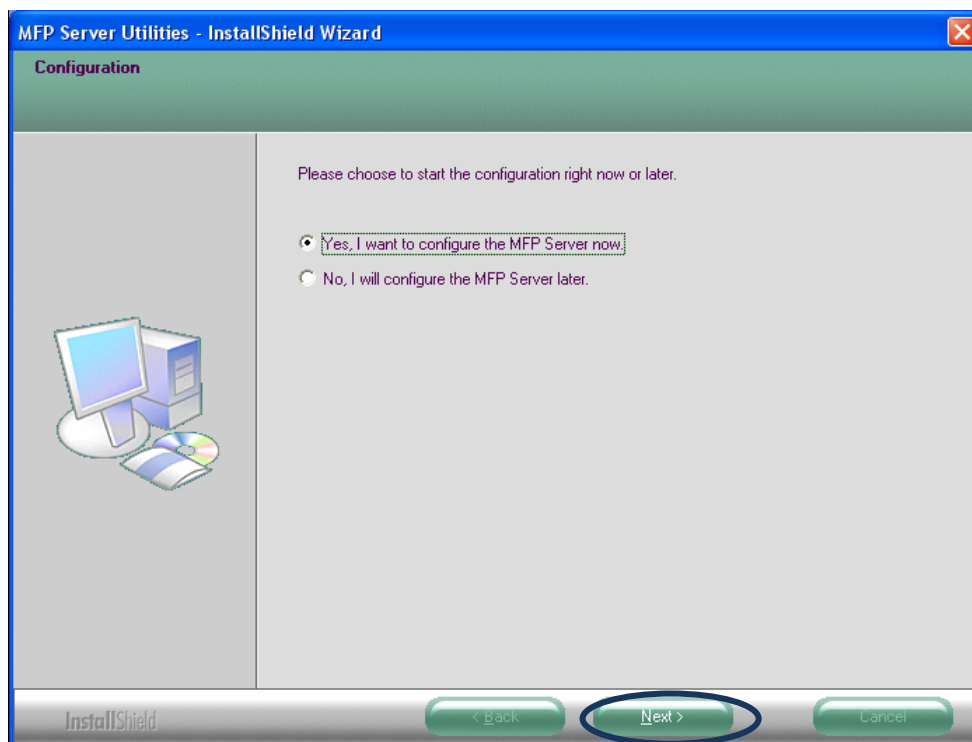 MFP Server Utilities - InstallShield Wizard
Configuration
Please choose to start the configuration right now or later.
Yes, I want to configure the MFP Server now.
No, I will configure the MFP Server later.
InstallShield
< Back
Next >
Cancel